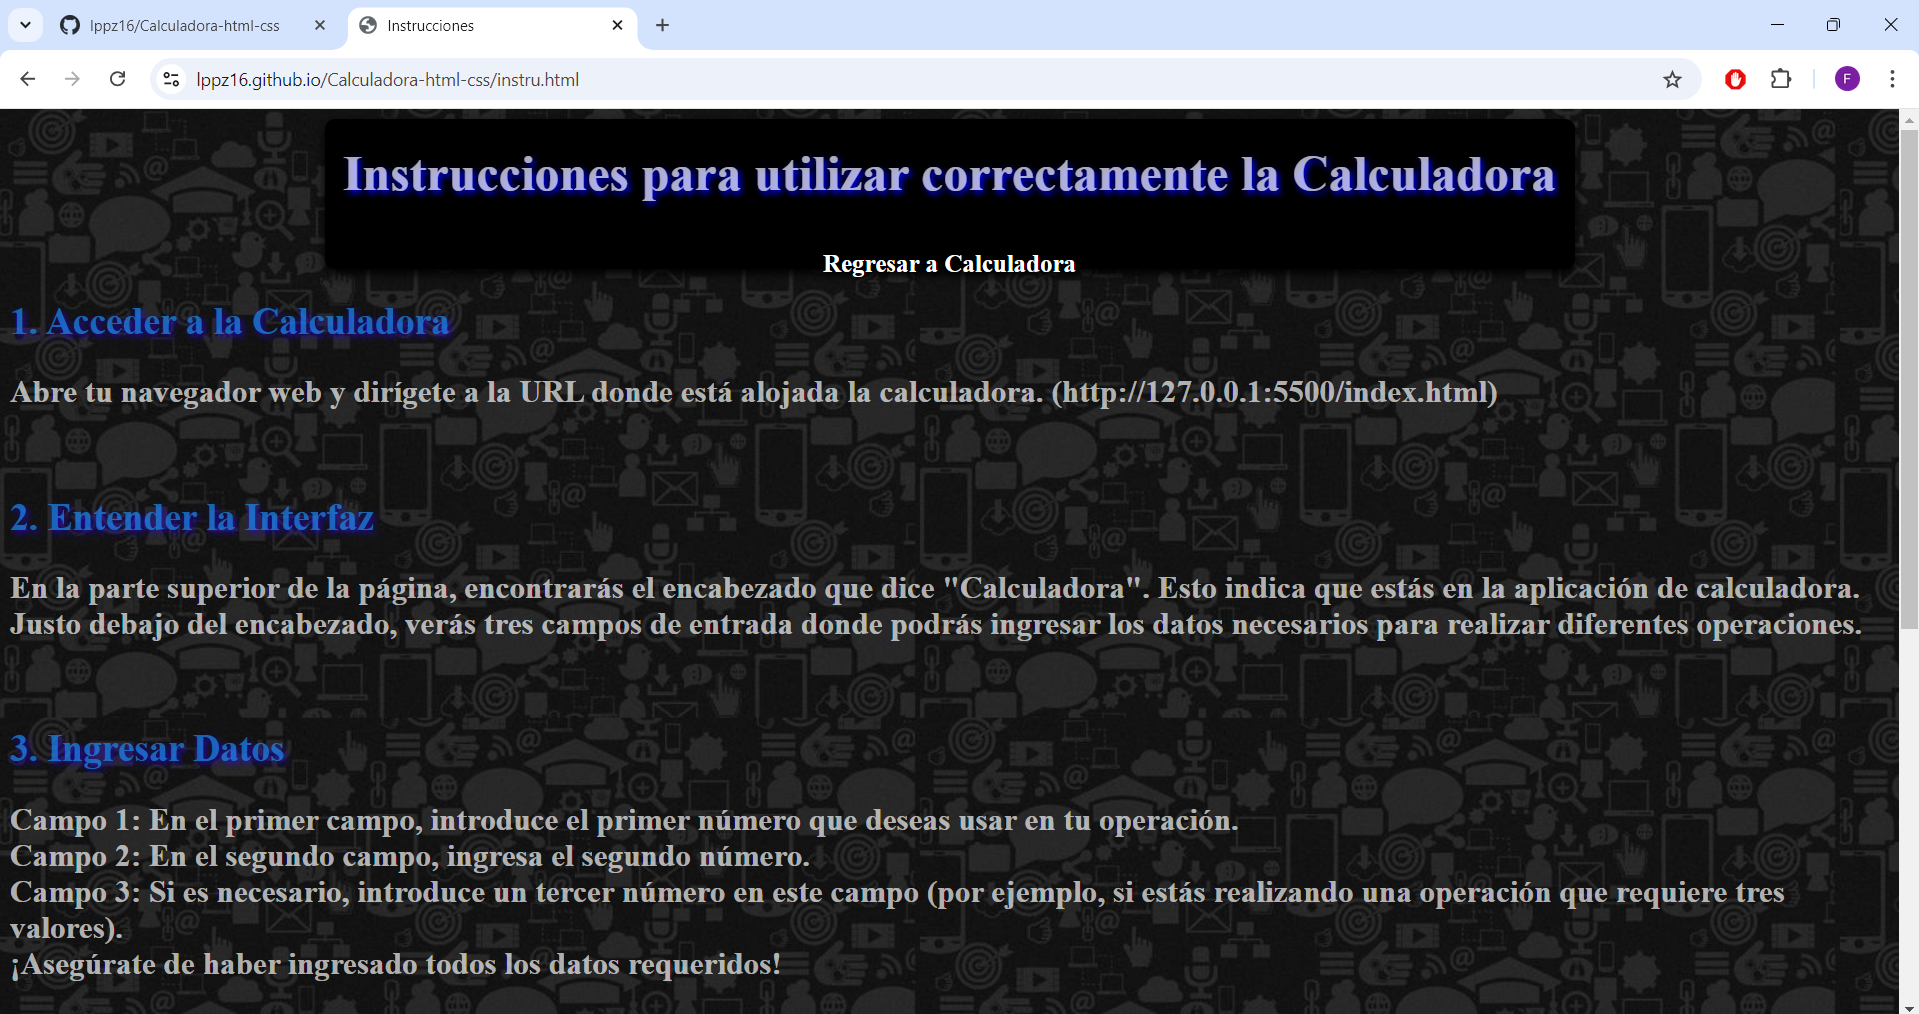 lppz16/Calculadora-html-css
Instrucciones
lppz16.github.io/Calculadora-html-css/instru.html
F
Instrucciones para utilizar correctamente la Calculadora
Regresar a Calculadora
1. Acceder a la Calculadora
Abre tu navegador web y dirígete a la URL donde está alojada la calculadora. (http://127.0.0.1:5500/index.html)
2. Entender la Interfaz
En la parte superior de la página, encontrarás el encabezado que dice "Calculadora". Esto indica que estás en la aplicación de calculadora.
Justo debajo del encabezado, verás tres campos de entrada donde podrás ingresar los datos necesarios para realizar diferentes operaciones.
3. Ingresar Datos
Campo 1: En el primer campo, introduce el primer número que deseas usar en tu operación.
Campo 2: En el segundo campo, ingresa el segundo número.
Campo 3: Si es necesario, introduce un tercer número en este campo (por ejemplo, si estás realizando una operación que requiere tres
valores).
¡Asegúrate de haber ingresado todos los datos requeridos!